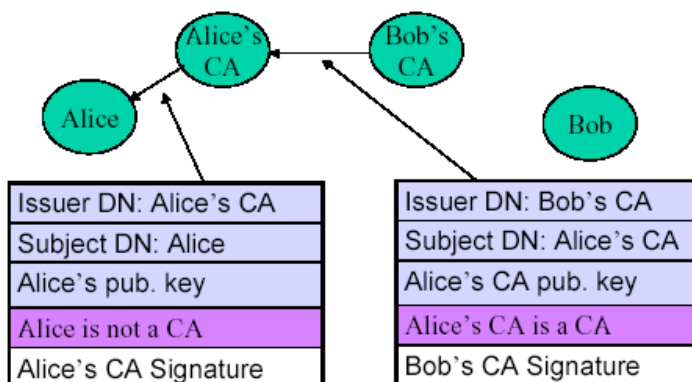 Alice's
CA
Bob's
CA
Alice
Bob
Issuer DN: Alice's CA
Subject DN: Alice
Alice's pub. key
Alice is not a CA
Alice's CA Signature
Issuer DN: Bob's CA
Subject DN: Alice's CA
Alice's CA pub. key
Alice's CA is a CA
Bob's CA Signature